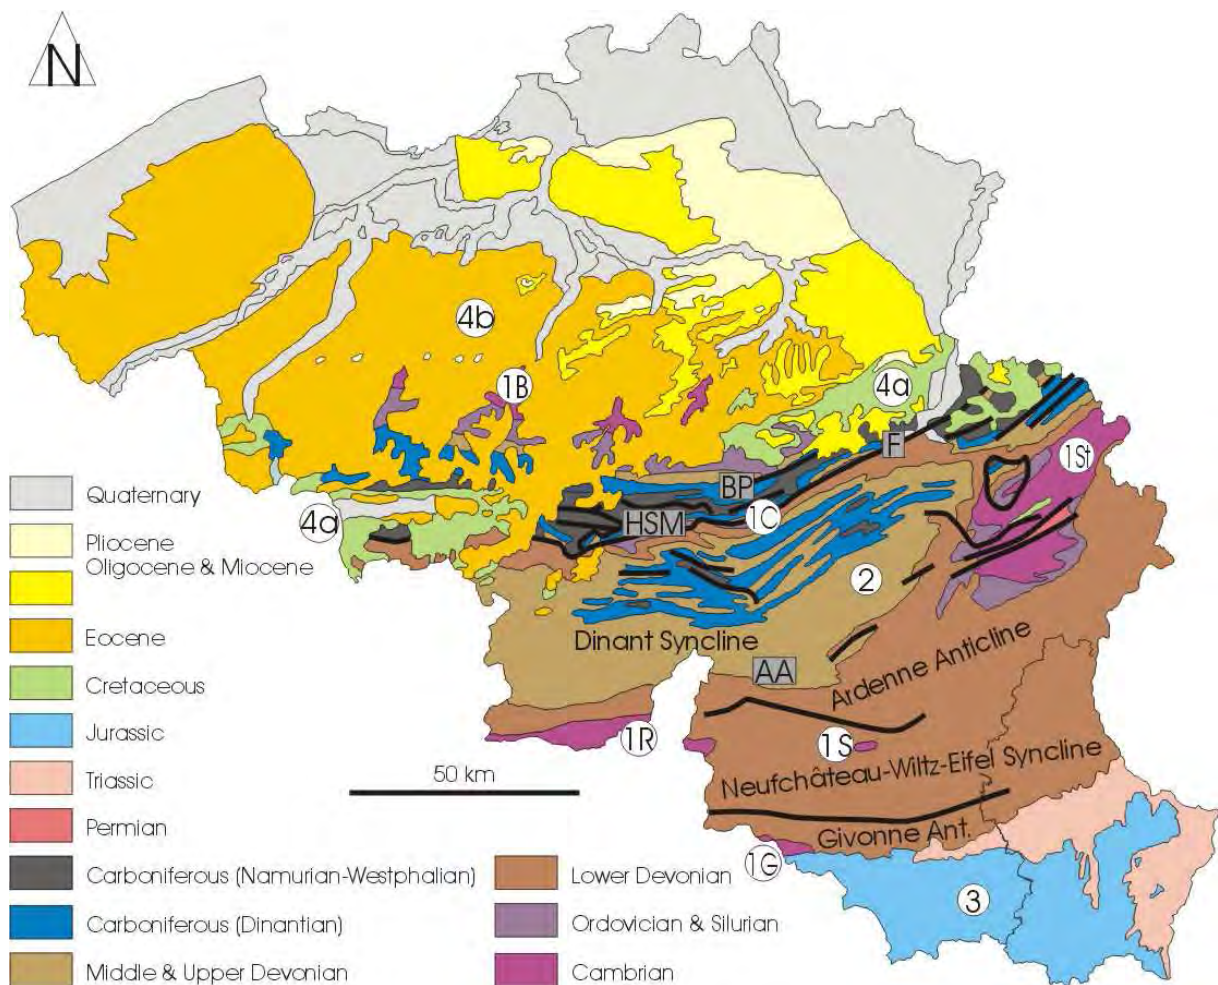 N
4b
1B
4a
F
1St
BP
4a
HSM
1C
2
Dinant Syncline
AA
Ardenne Anticline
1R
1S
50 km
Neufchâteau-Wiltz-Eifel Syncline
Givonne Ant.
1G
3
Quaternary
Pliocene
Oligocene & Miocene
Eocene
Cretaceous
Jurassic
Triassic
Permian
Carboniferous (Namurian-Westphalian)
Carboniferous (Dinantian)
Middle & Upper Devonian
Lower Devonian
Ordovician & Silurian
Cambrian